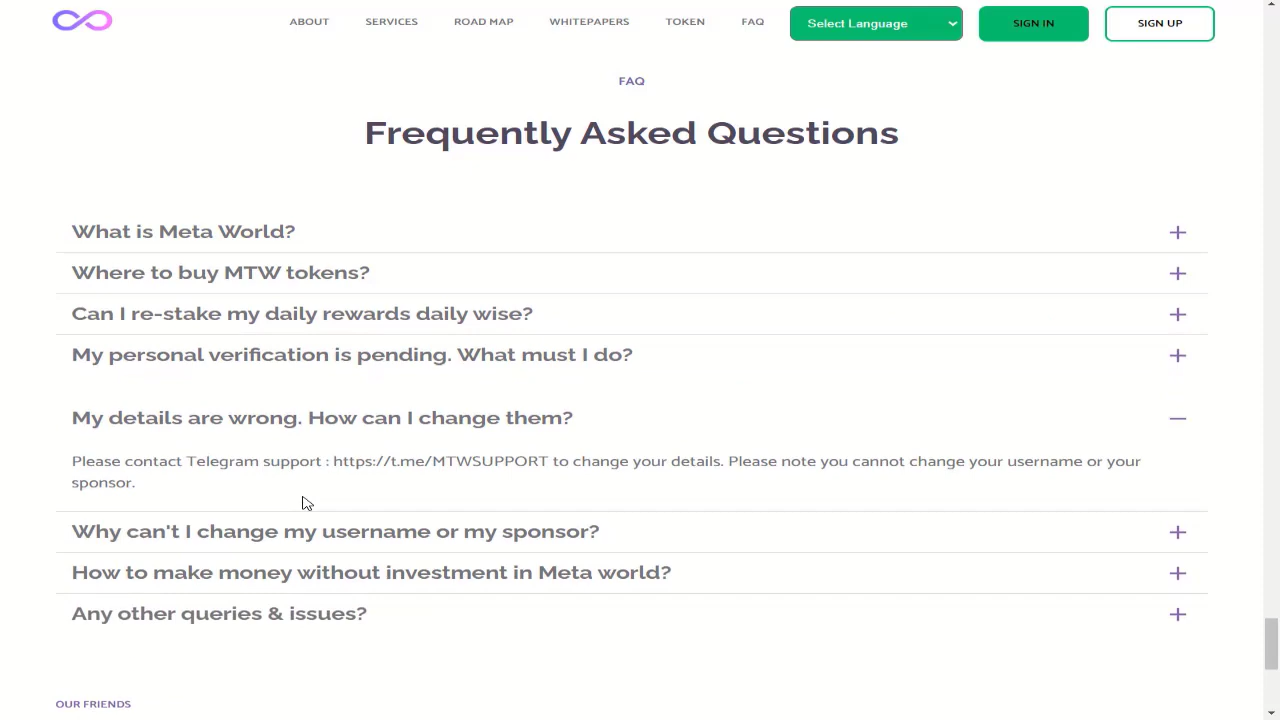 ABOUT SERVICES ROAD MAP WHITEPAPERS TOKEN FAQ Select Language SIGN IN SIGN UP
FAQ
Frequently Asked Questions
What is Meta World?
Where to buy MTW tokens?
Can I re-stake my daily rewards daily wise?
My personal verification is pending. What must I do?
My details are wrong. How can I change them?
Please contact Telegram support : https://t.me/MTWSUPPORT to change your details. Please note you cannot change your username or your
sponsor.
Why can't I change my username or my sponsor?
How to make money without investment in Meta world?
Any other queries & issues?
OUR FRIENDS